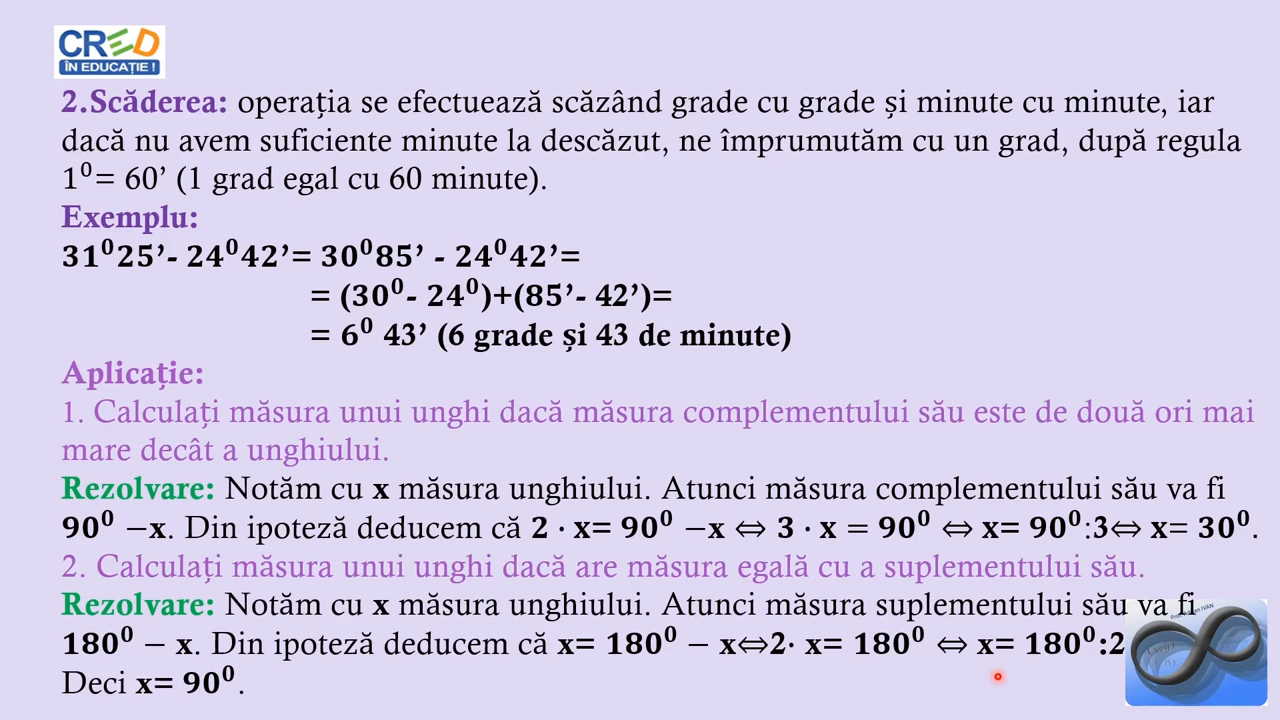 CRED
ÎN EDUCAȚIE !
2.Scăderea: operația se efectuează scăzând grade cu grade și minute cu minute, iar
dacă nu avem suficiente minute la descăzut, ne împrumutăm cu un grad, după regula
1⁰= 60’ (1 grad egal cu 60 minute).
Exemplu:
31⁰25’- 24⁰42’= 30⁰85’ - 24⁰42’=
= (30⁰- 24⁰)+(85’- 42’)=
= 6⁰ 43’ (6 grade și 43 de minute)
Aplicație:
1. Calculați măsura unui unghi dacă măsura complementului său este de două ori mai
mare decât a unghiului.
Rezolvare: Notăm cu x măsura unghiului. Atunci măsura complementului său va fi
90⁰ −x. Din ipoteză deducem că 2 · x= 90⁰ −x ⇔ 3 · x = 90⁰ ⇔ x= 90⁰:3⇔ x= 30⁰.
2. Calculați măsura unui unghi dacă are măsura egală cu a suplementului său.
Rezolvare: Notăm cu x măsura unghiului. Atunci măsura suplementului său va fi
180⁰ − x. Din ipoteză deducem că x= 180⁰ − x⇔2· x= 180⁰ ⇔ x= 180⁰:2
Deci x= 90⁰.
IVAN